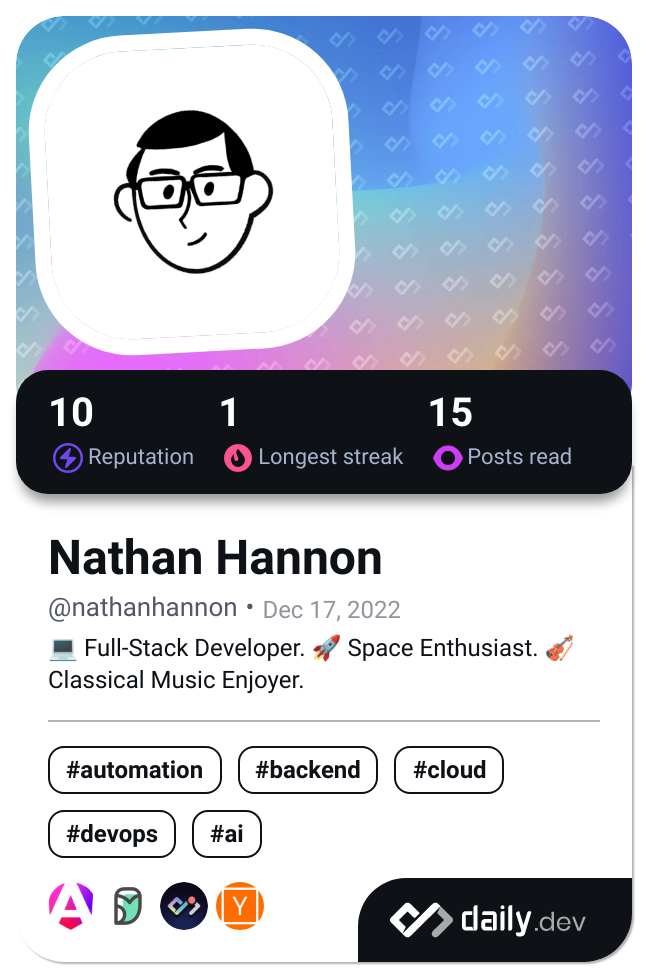 10 1 15
Reputation Longest streak Posts read
Nathan Hannon
@nathanhannon • Dec 17, 2022
💻 Full-Stack Developer. 🚀 Space Enthusiast. 🎻
Classical Music Enjoyer.
#automation #backend #cloud
#devops #ai
A Y daily.dev